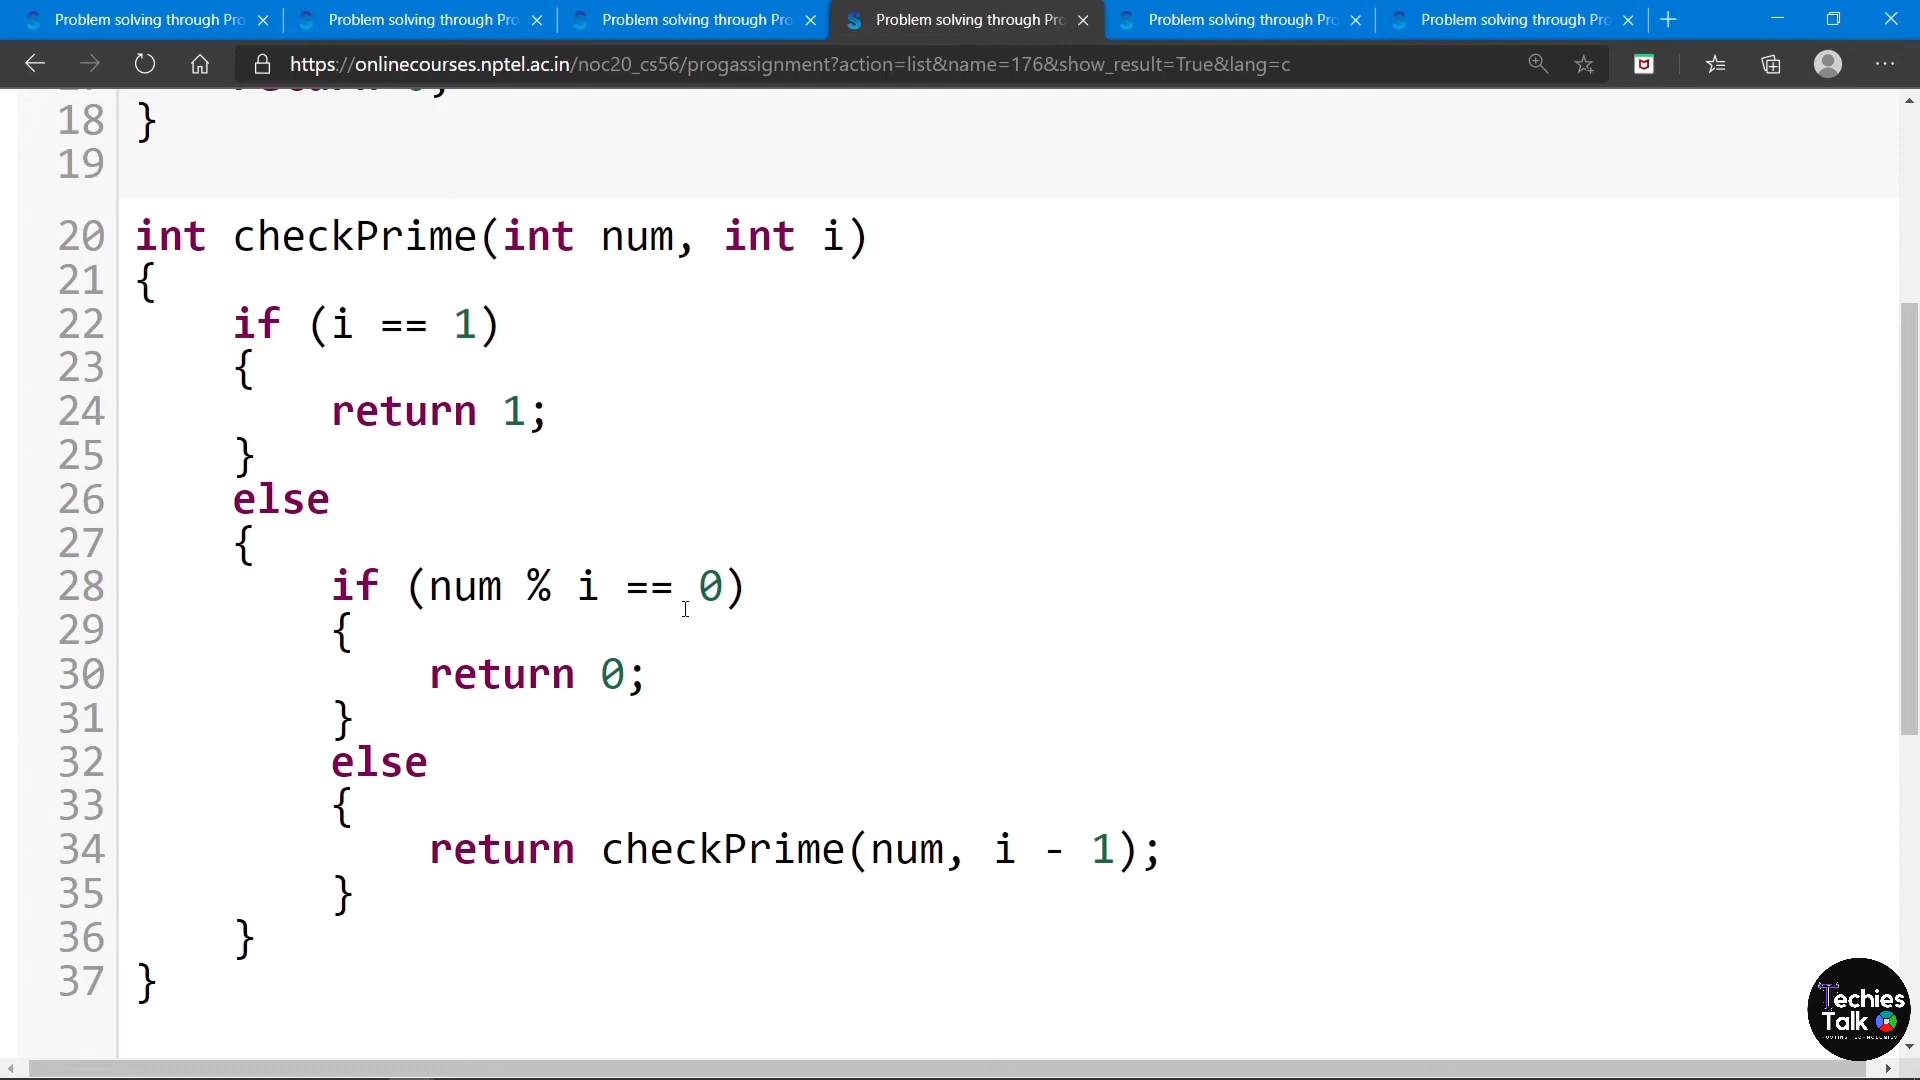 Problem solving through Pro
Problem solving through Pro
Problem solving through Pro
Problem solving through Pro
Problem solving through Pro
Problem solving through Pro
https://onlinecourses.nptel.ac.in/noc20_cs56/progassignment?action=list&name=176&show_result=True&lang=c
18 }
19
20 int checkPrime(int num, int i)
21 {
22 if (i == 1)
23 {
24 return 1;
25 }
26 else
27 {
28 if (num % i == 0)
29 {
30 return 0;
31 }
32 else
33 {
34 return checkPrime(num, i - 1);
35 }
36 }
37 }
Techies
Talk